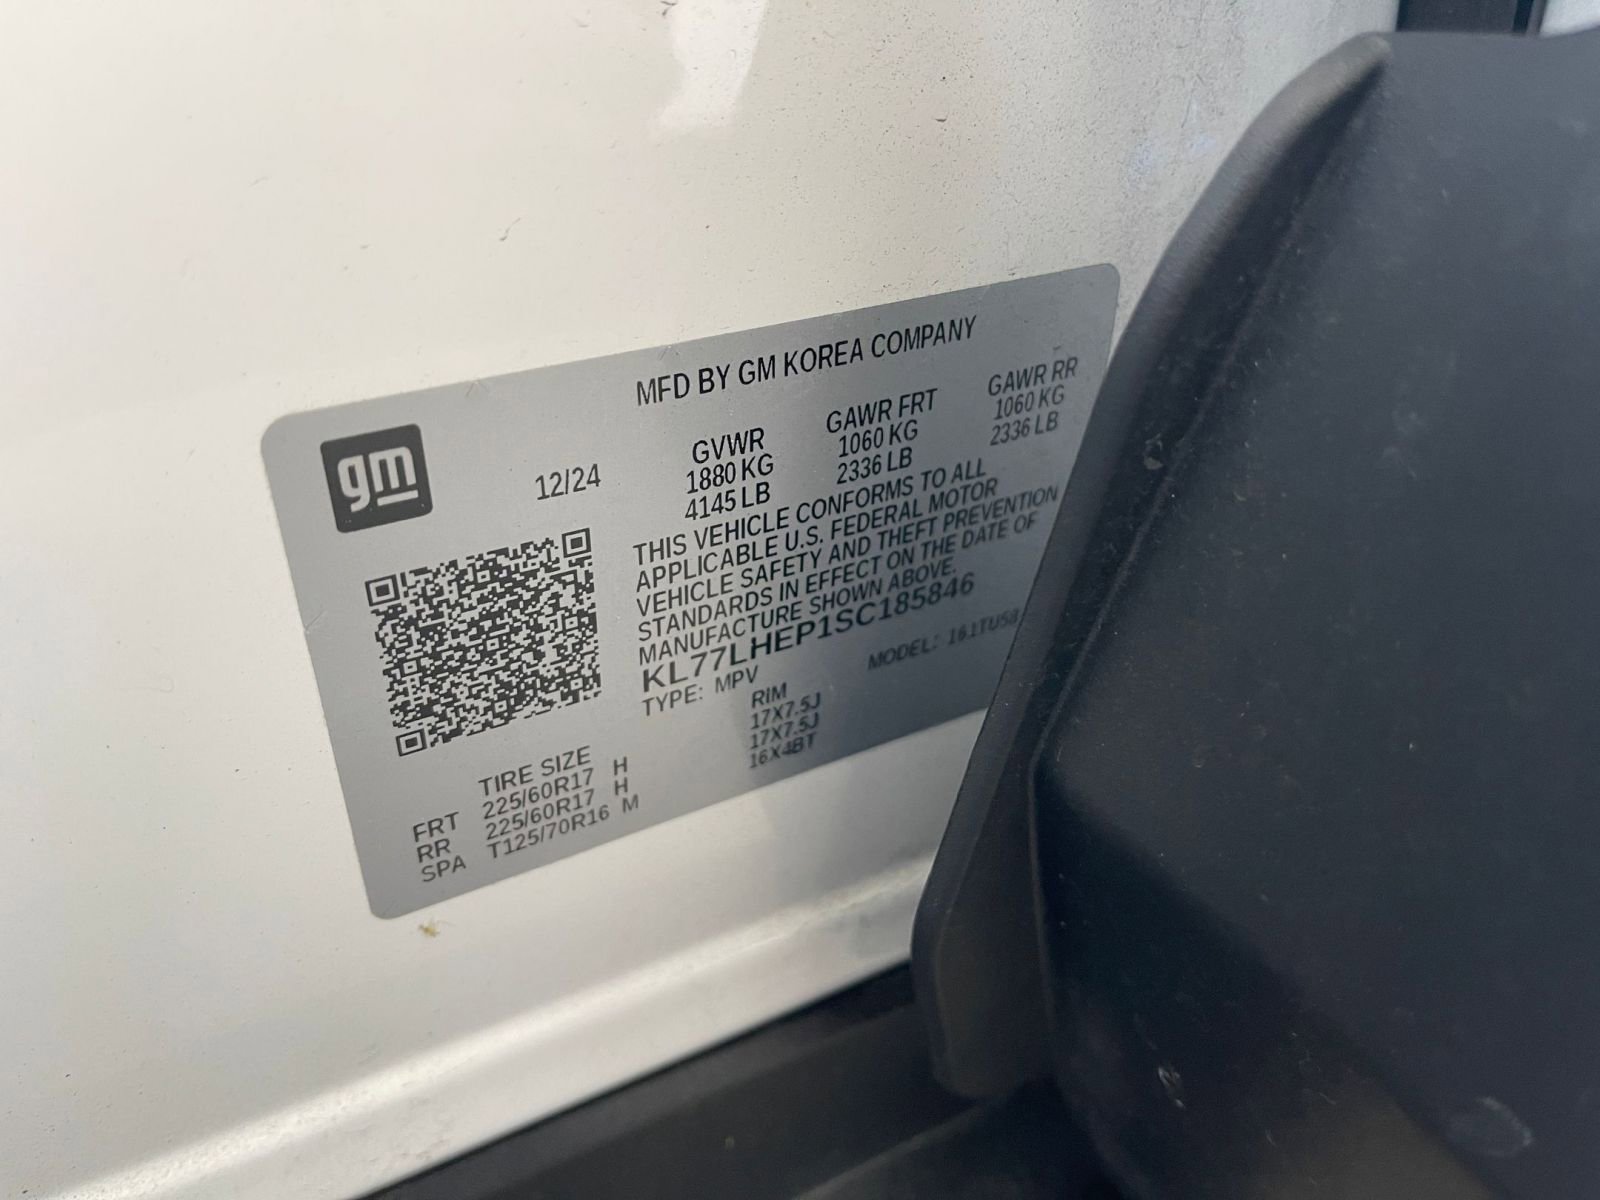 MFD BY GM KOREA COMPANY
gm
12/24
GVWR GAWR FRT GAWR RR
1880 KG 1060 KG 1060 KG
4145 LB 2336 LB 2336 LB
THIS VEHICLE CONFORMS TO ALL
APPLICABLE U.S. FEDERAL MOTOR
VEHICLE SAFETY AND THEFT PREVENTION
STANDARDS IN EFFECT ON THE DATE OF
MANUFACTURE SHOWN ABOVE.
KL77LHEP1SC185846
TYPE: MPV MODEL:
TIRE SIZE RIM
FRT 225/60R17 H 17X7.5J
RR 225/60R17 H 17X7.5J
SPA T125/70R16 M 16X4BT